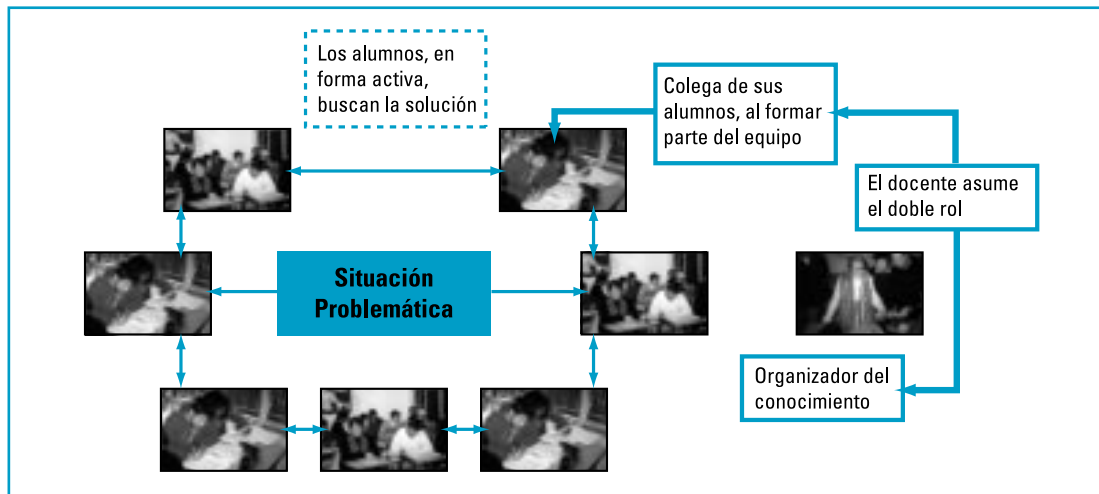 Los alumnos, en
forma activa,
buscan la solución
Colega de sus
alumnos, al formar
parte del equipo
El docente asume
el doble rol
Situación
Problemática
Organizador del
conocimiento